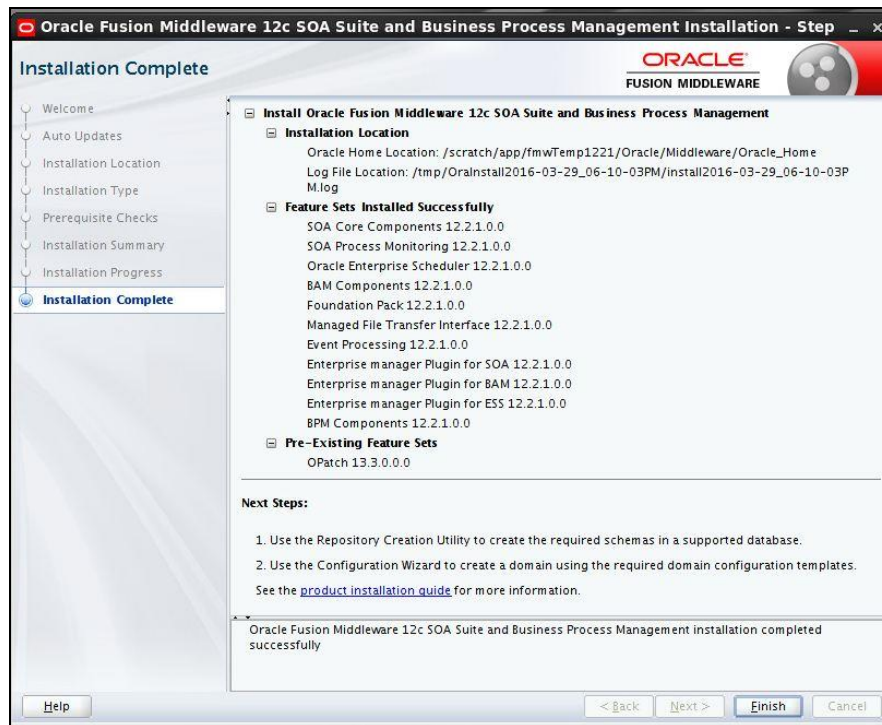 Oracle Fusion Middleware 12c SOA Suite and Business Process Management Installation - Step
Installation Complete
ORACLE
FUSION MIDDLEWARE
Welcome
Auto Updates
Installation Location
Installation Type
Prerequisite Checks
Installation Summary
Installation Progress
Installation Complete
Install Oracle Fusion Middleware 12c SOA Suite and Business Process Management
Installation Location
Oracle Home Location: /scratch/app/fmwTemp1221/Oracle/Middleware/Oracle_Home
Log File Location: /tmp/OraInstall2016-03-29_06-10-03PM/install2016-03-29_06-10-03P
M.log
Feature Sets Installed Successfully
SOA Core Components 12.2.1.0.0
SOA Process Monitoring 12.2.1.0.0
Oracle Enterprise Scheduler 12.2.1.0.0
BAM Components 12.2.1.0.0
Foundation Pack 12.2.1.0.0
Managed File Transfer Interface 12.2.1.0.0
Event Processing 12.2.1.0.0
Enterprise manager Plugin for SOA 12.2.1.0.0
Enterprise manager Plugin for BAM 12.2.1.0.0
Enterprise manager Plugin for ESS 12.2.1.0.0
BPM Components 12.2.1.0.0
Pre-Existing Feature Sets
OPatch 13.3.0.0.0
Next Steps:
1. Use the Repository Creation Utility to create the required schemas in a supported database.
2. Use the Configuration Wizard to create a domain using the required domain configuration templates.
See the product installation guide for more information.
Oracle Fusion Middleware 12c SOA Suite and Business Process Management installation completed
successfully
Help
< Back
Next >
Finish
Cancel